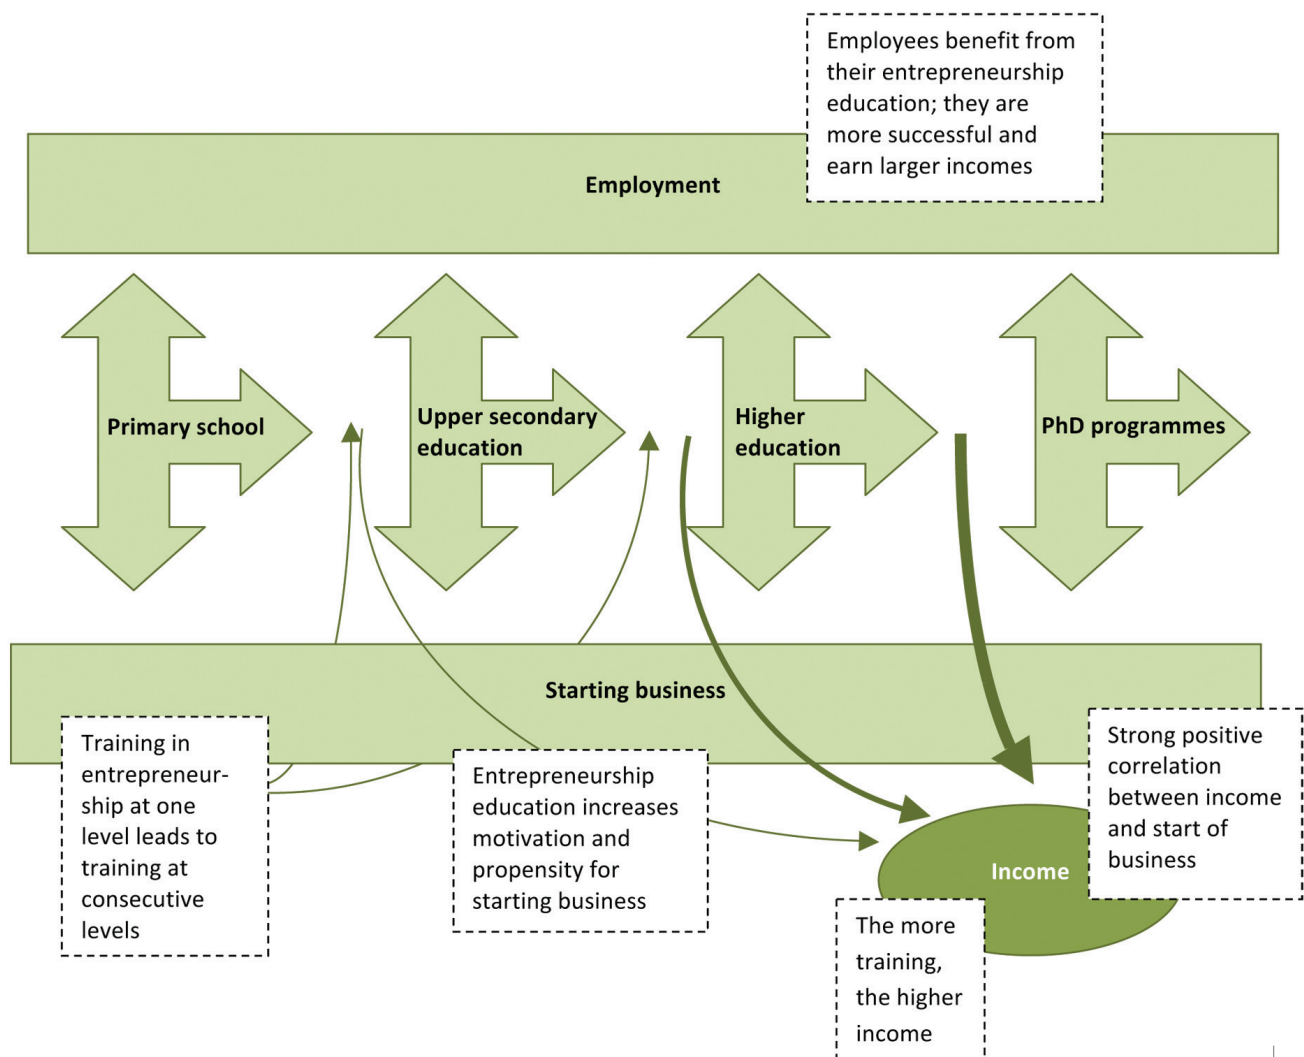 Employees benefit from
their entrepreneurship
education; they are
more successful and
earn larger incomes
Employment
Primary school
Upper secondary
education
Higher
education
PhD programmes
Starting business
Training in
entrepreneur-
ship at one
level leads to
training at
consecutive
levels
Entrepreneurship
education increases
motivation and
propensity for
starting business
Strong positive
correlation
between income
and start of
business
Income
The more
training,
the higher
income